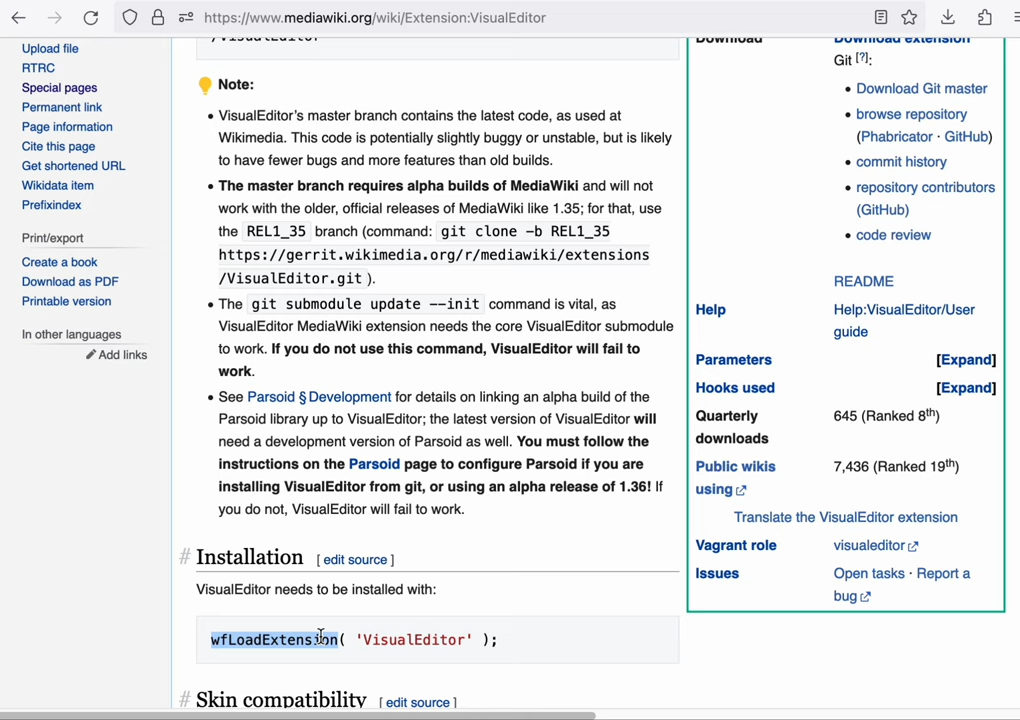 https://www.mediawiki.org/wiki/Extension:VisualEditor
Upload file
RTRC
Special pages
Permanent link
Page information
Cite this page
Get shortened URL
Wikidata item
Prefixindex
Print/export
Create a book
Download as PDF
Printable version
In other languages
Add links
/VisualEditor
Note:
• VisualEditor's master branch contains the latest code, as used at
Wikimedia. This code is potentially slightly buggy or unstable, but is likely
to have fewer bugs and more features than old builds.
• The master branch requires alpha builds of MediaWiki and will not
work with the older, official releases of MediaWiki like 1.35; for that, use
the REL1_35 branch (command: git clone -b REL1_35
https://gerrit.wikimedia.org/r/mediawiki/extensions
/VisualEditor.git ).
• The git submodule update --init command is vital, as
VisualEditor MediaWiki extension needs the core VisualEditor submodule
to work. If you do not use this command, VisualEditor will fail to
work.
• See Parsoid § Development for details on linking an alpha build of the
Parsoid library up to VisualEditor; the latest version of VisualEditor will
need a development version of Parsoid as well. You must follow the
instructions on the Parsoid page to configure Parsoid if you are
installing VisualEditor from git, or using an alpha release of 1.36! If
you do not, VisualEditor will fail to work.
# Installation [ edit source ]
VisualEditor needs to be installed with:
wfLoadExtension( 'VisualEditor' );
# Skin compatibility [ edit source ]
Download Download extension
Git [?]:
• Download Git master
• browse repository
(Phabricator · GitHub)
• commit history
• repository contributors
(GitHub)
• code review
README
Help Help:VisualEditor/User
guide
Parameters [Expand]
Hooks used [Expand]
Quarterly 645 (Ranked 8th)
downloads
Public wikis 7,436 (Ranked 19th)
using
Translate the VisualEditor extension
Vagrant role visualeditor
Issues Open tasks · Report a
bug